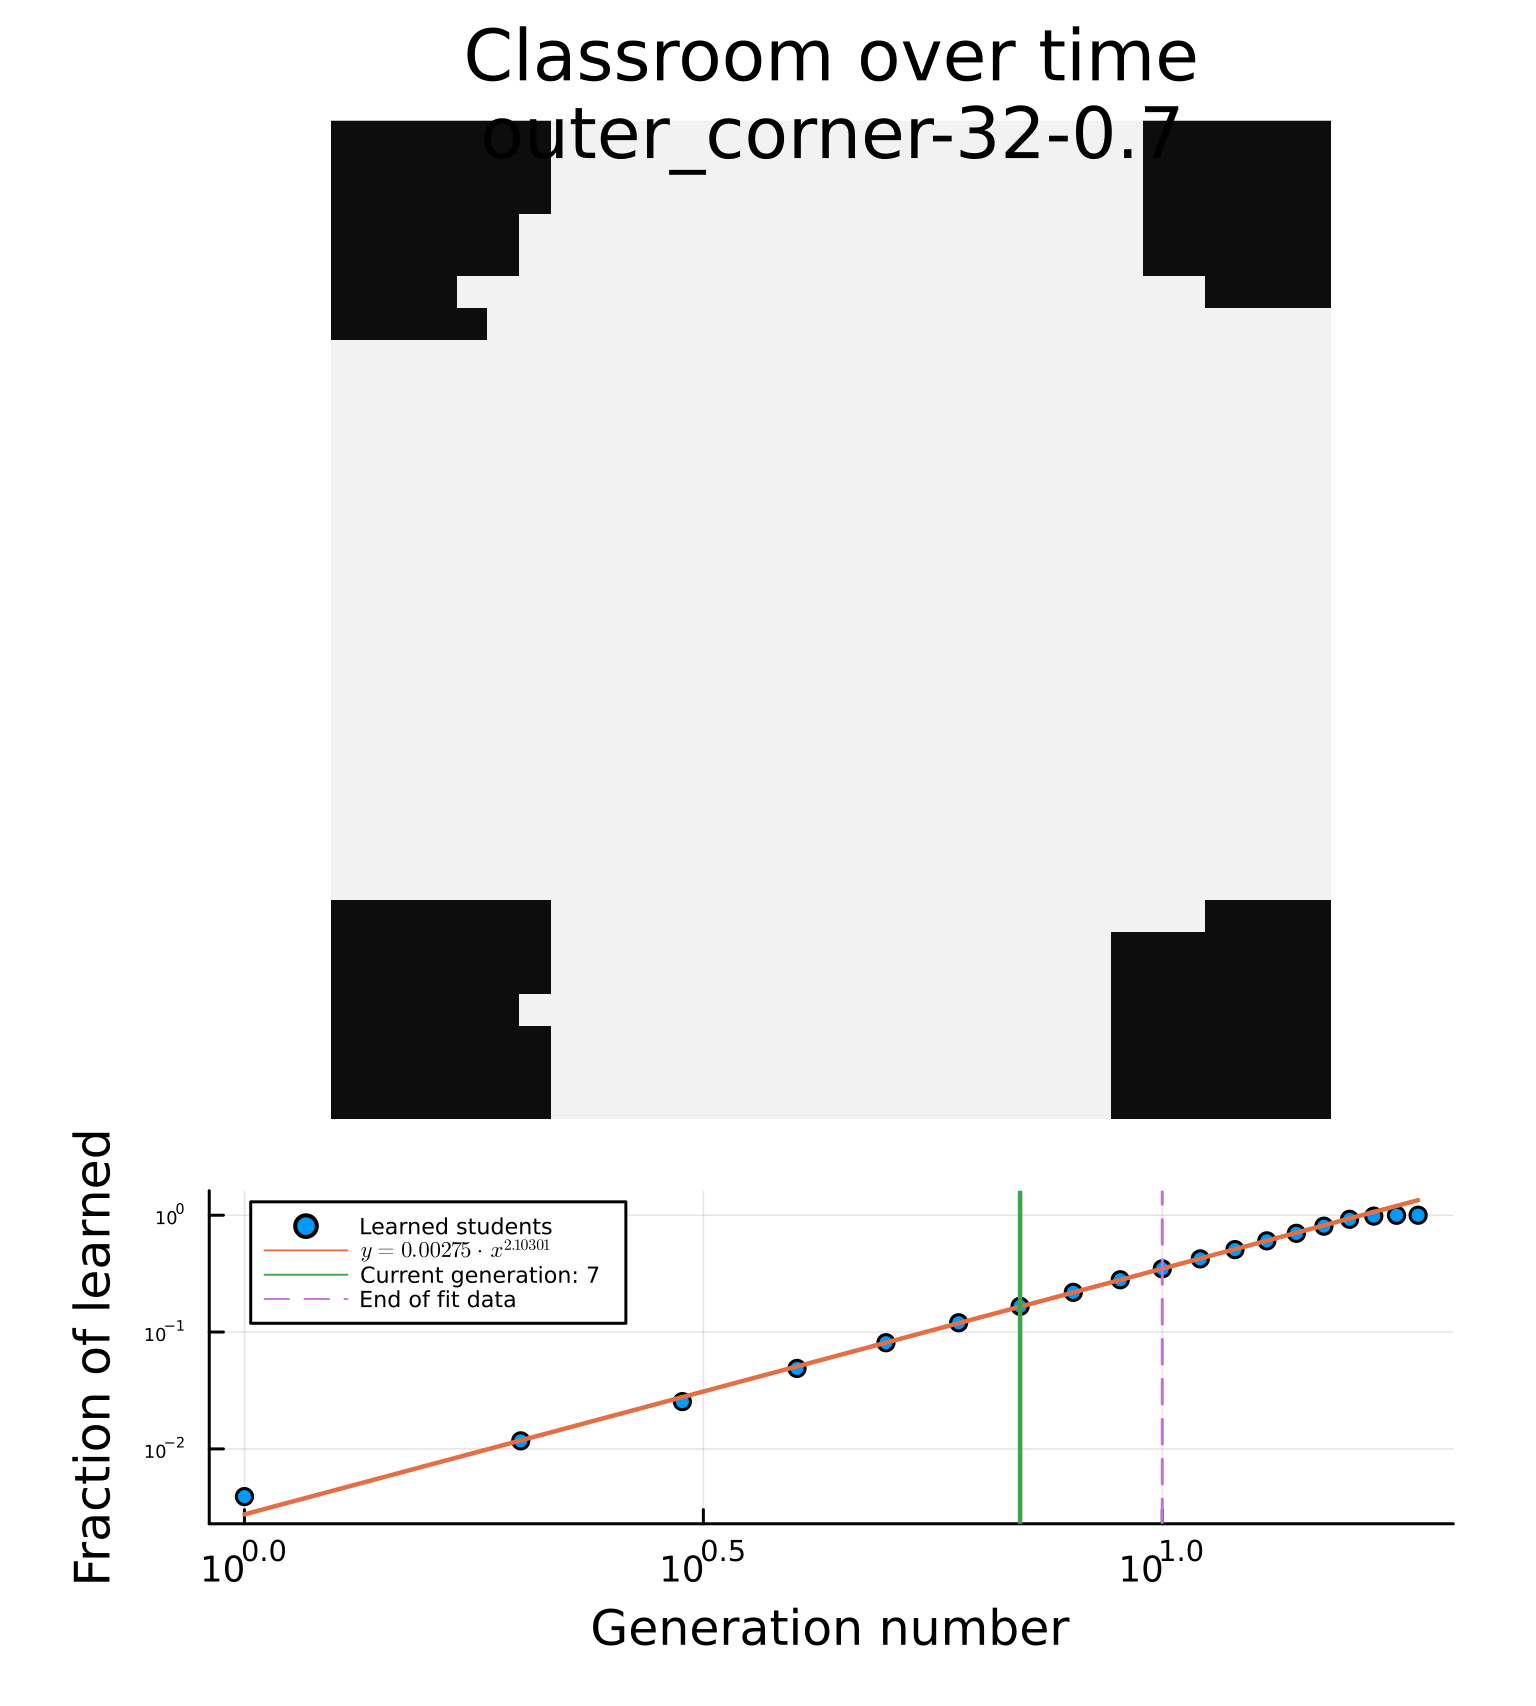 Classroom over time
outer_corner-32-0.7
Fraction of learned
10⁰
10⁻¹
10⁻²
Learned students
y = 0.00275 · x^2.10301
Current generation: 7
End of fit data
10^0.0
10^0.5
10^1.0
Generation number